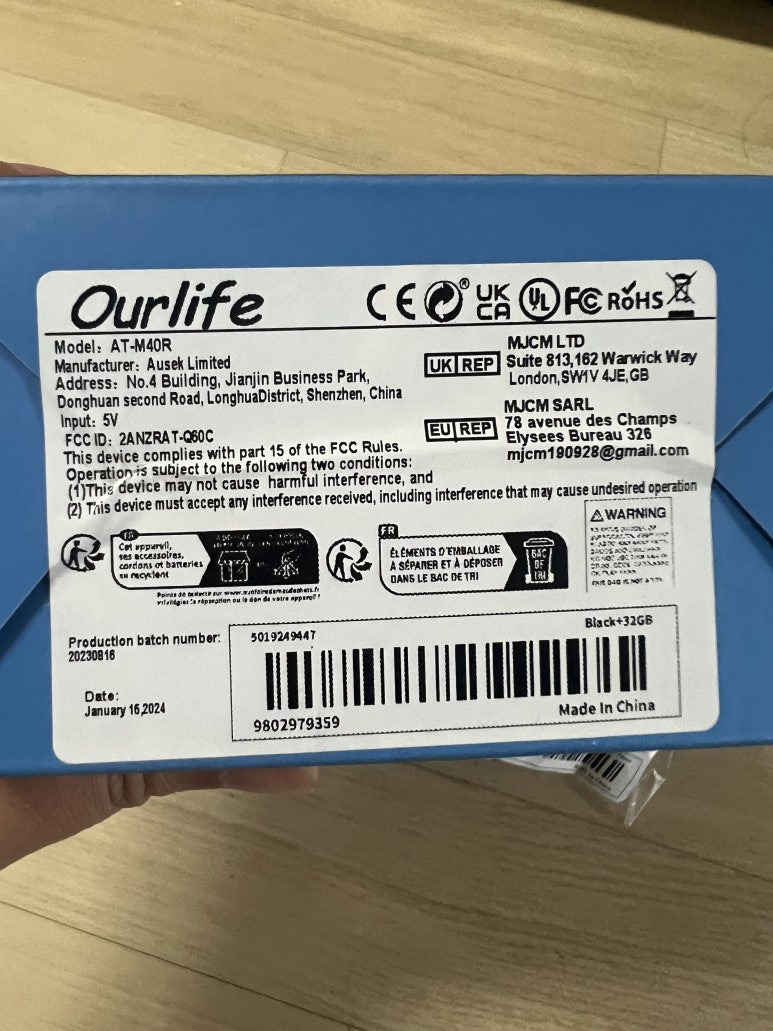 Ourlife
CE ® UK CA UL FC RoHS
Model: AT-M40R
Manufacturer: Ausek Limited
Address: No.4 Building, Jianjin Business Park,
Donghuan second Road, LonghuaDistrict, Shenzhen, China
Input: 5V
FCC ID: 2ANZRAT-Q60C
This device complies with part 15 of the FCC Rules.
Operation is subject to the following two conditions:
(1)This device may not cause harmful interference, and
(2) This device must accept any interference received, including interference that may cause undesired operation
UK REP
MJCM LTD
Suite 813,162 Warwick Way
London,SW1V 4JE,GB
EU REP
MJCM SARL
78 avenue des Champs
Elysees Bureau 326
mjcm190928@gmail.com
FR
Cet appareil,
ses accessoires,
cordons et batteries
se recyclent
FR
ÉLÉMENTS D'EMBALLAGE
À SÉPARER ET À DÉPOSER
DANS LE BAC DE TRI
BAC
DE
TRI
WARNING
Production batch number:
20230816
Date:
January 16,2024
5019249447
Black+32GB
9802979359
Made In China